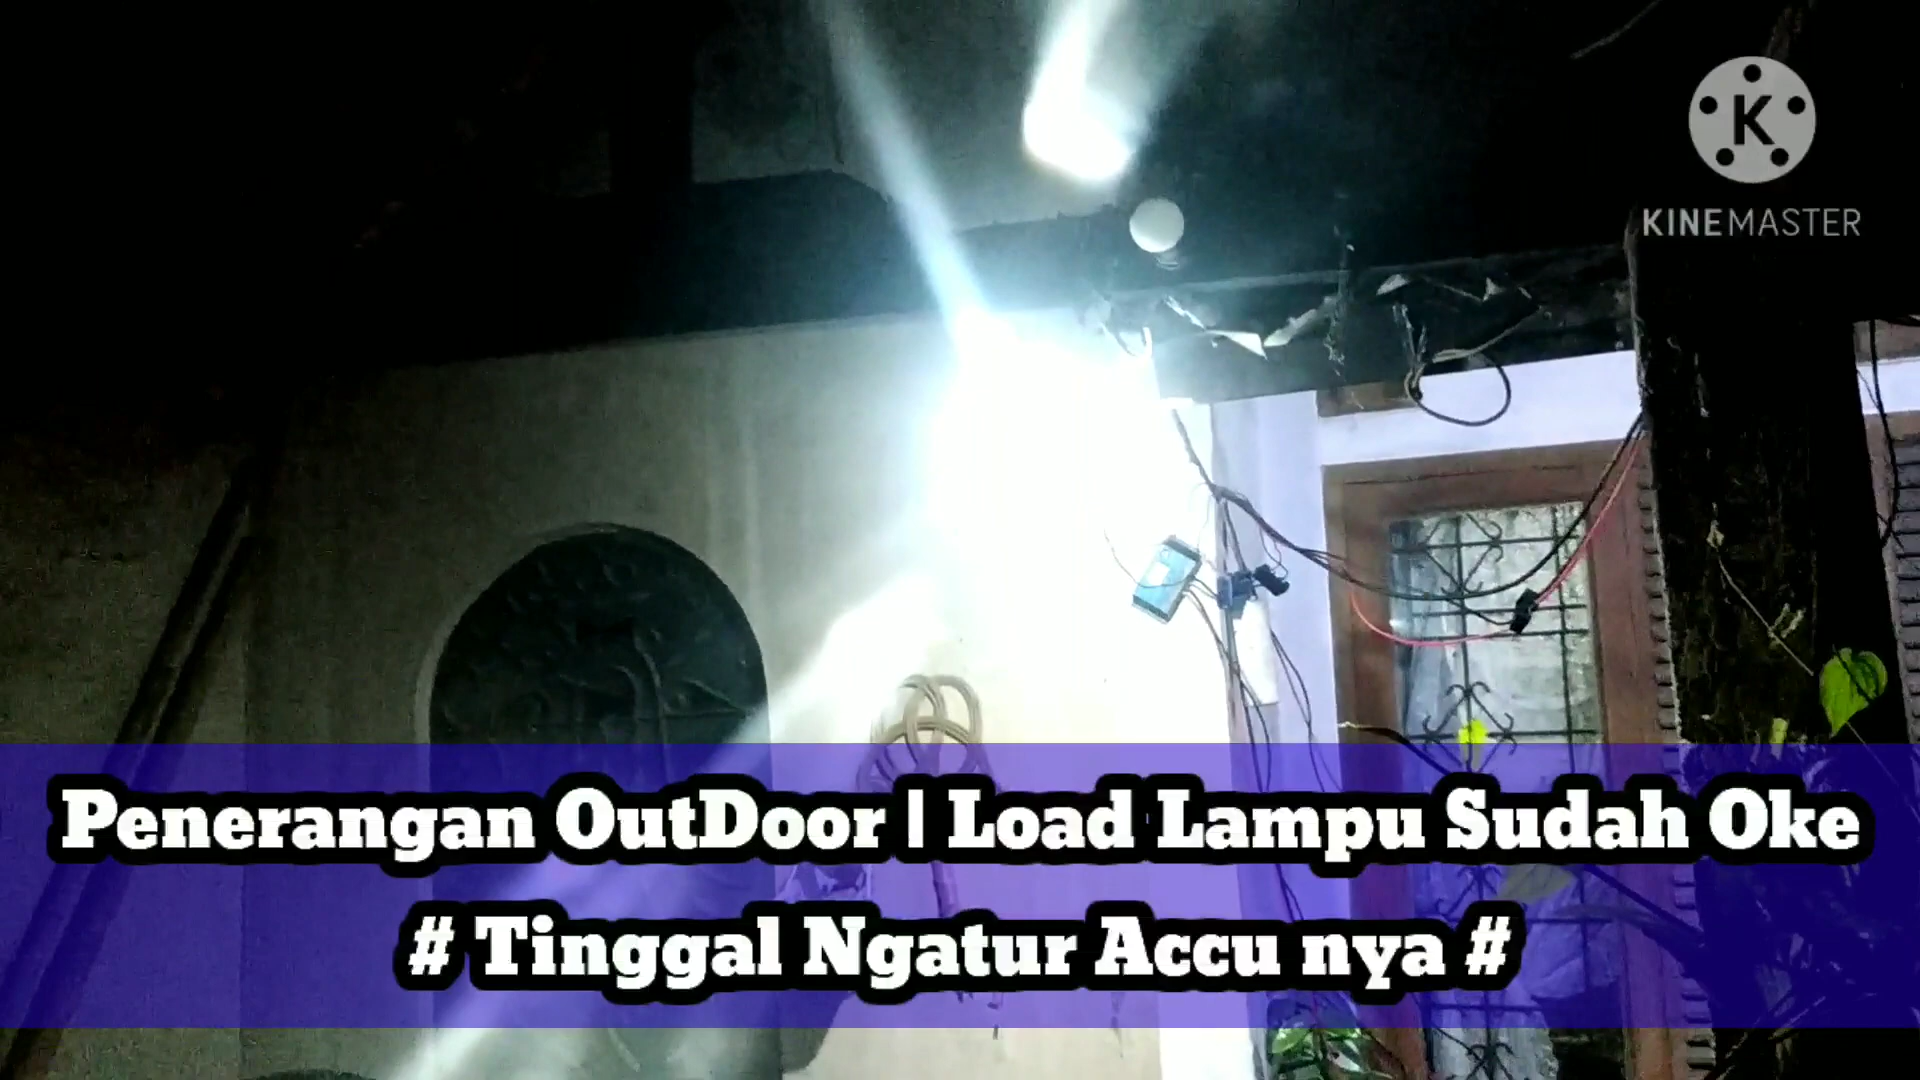 K
KINEMASTER
Penerangan OutDoor | Load Lampu Sudah Oke
# Tinggal Ngatur Accu nya #